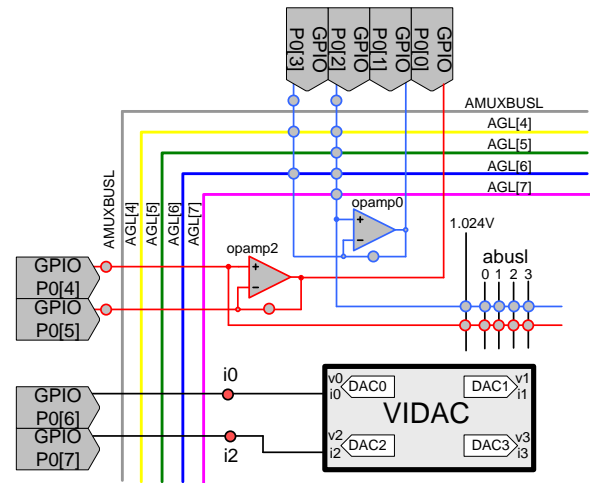 GPIO P0[3]
GPIO P0[2]
GPIO P0[1]
GPIO P0[0]
AMUXBUSL
AGL[4]
AGL[5]
AGL[6]
AGL[7]
AMUXBUSL
AGL[4]
AGL[5]
AGL[6]
AGL[7]
opamp0
1.024V
opamp2
abusl
0 1 2 3
GPIO
P0[4]
GPIO
P0[5]
i0
v0
i0
DAC0
DAC1
v1
i1
GPIO
P0[6]
VIDAC
GPIO
P0[7]
i2
v2
i2
DAC2
DAC3
v3
i3